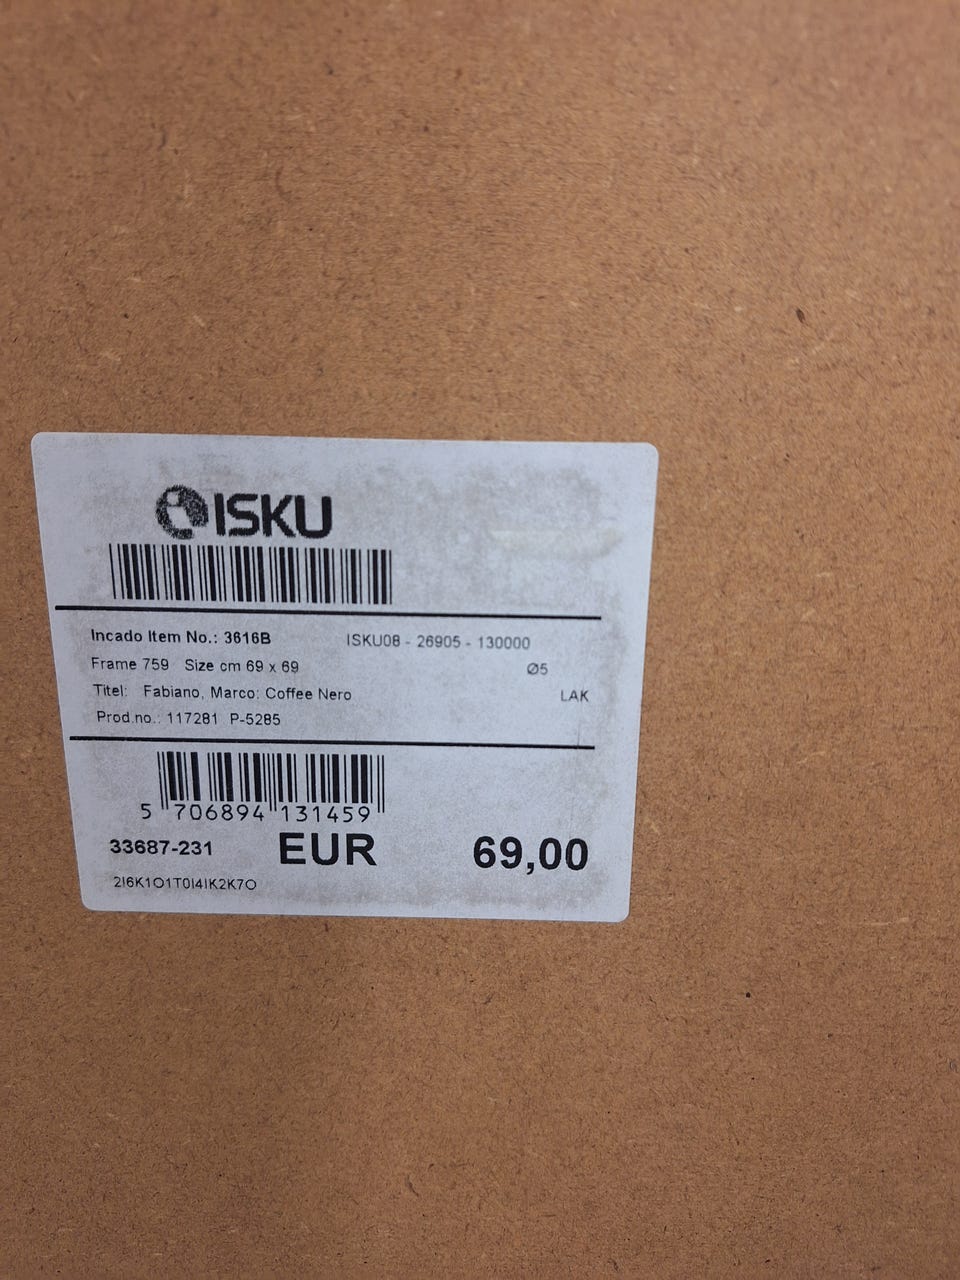 ISKU
Incado Item No.: 3616B ISKU08 - 26905 - 130000
Frame 759 Size cm 69 x 69 Ø5
Titel: Fabiano, Marco: Coffee Nero LAK
Prod.no.: 117281 P-5285
5 706894 131459
33687-231 EUR 69,00
2I6K1O1T0I4IK2K7O